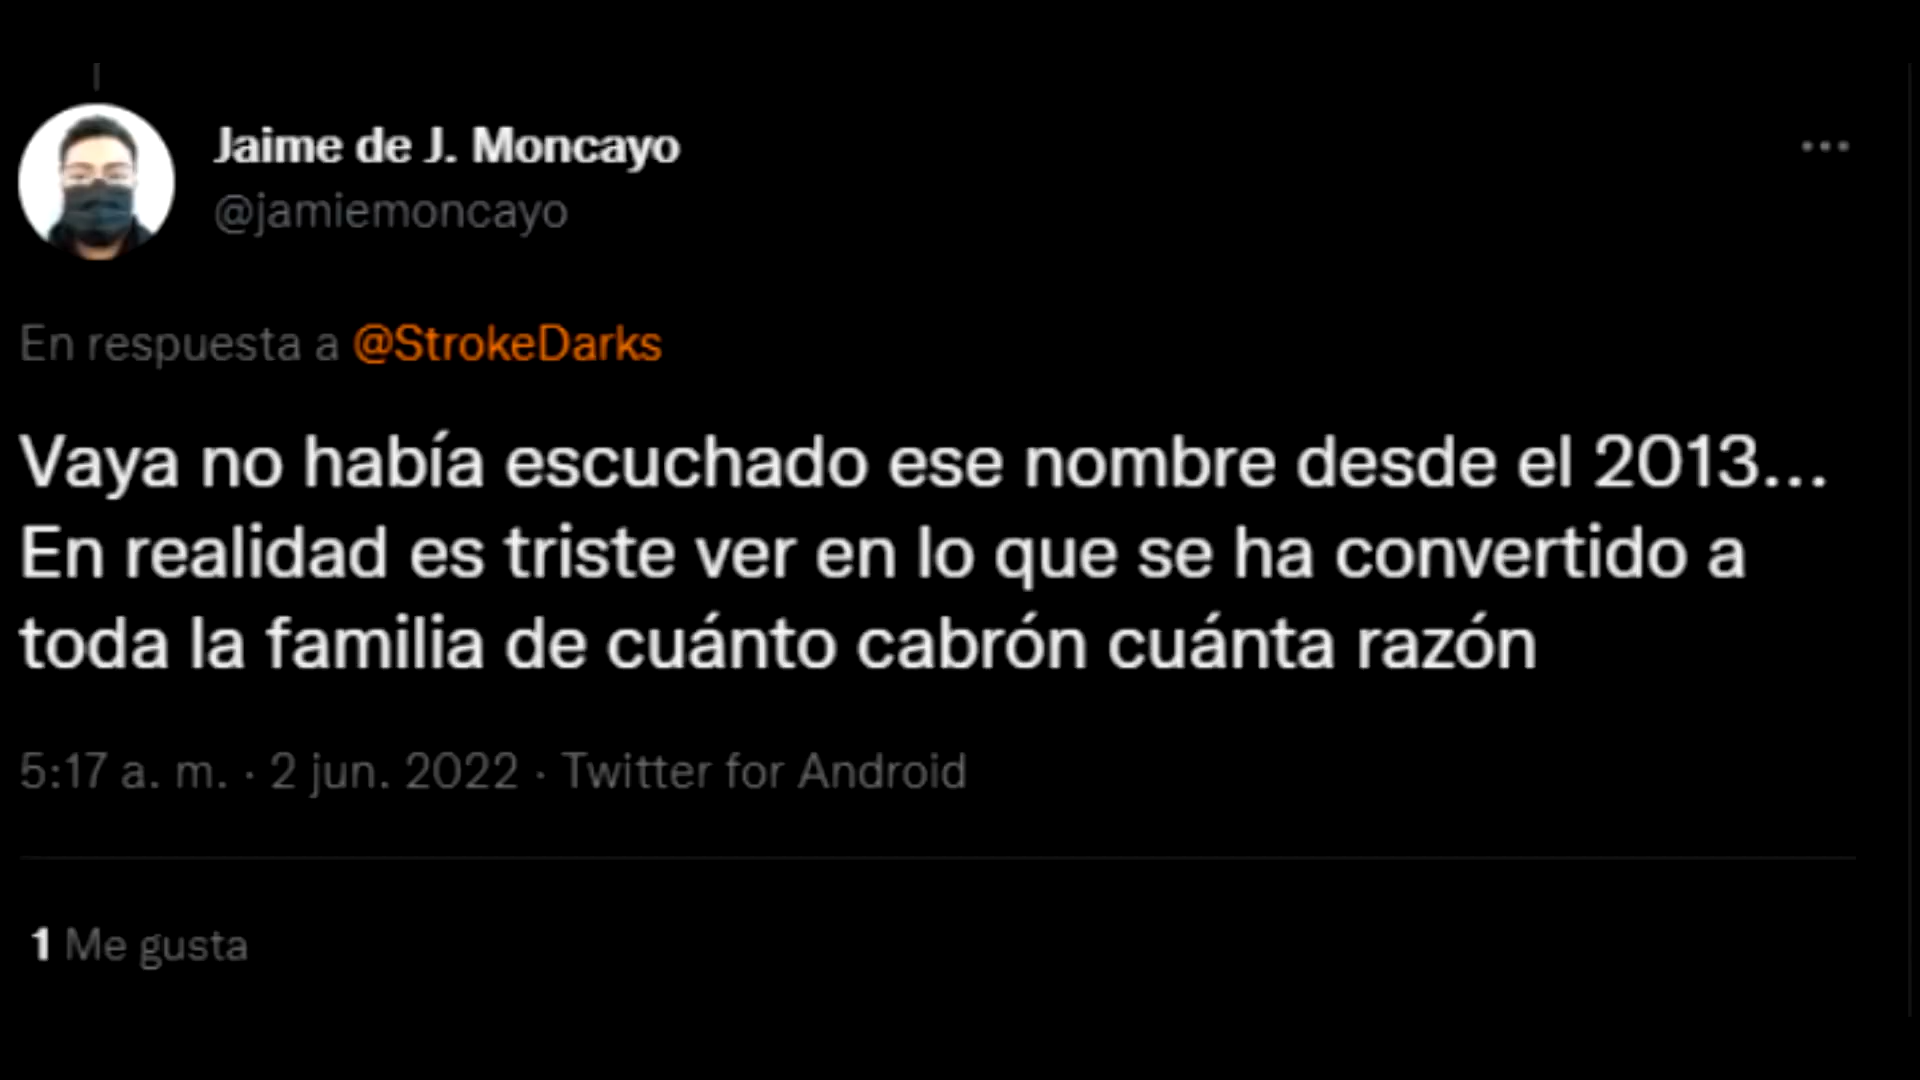 Jaime de J. Moncayo
@jamiemoncayo
En respuesta a @StrokeDarks
Vaya no había escuchado ese nombre desde el 2013...
En realidad es triste ver en lo que se ha convertido a
toda la familia de cuánto cabrón cuánta razón
5:17 a. m. · 2 jun. 2022 · Twitter for Android
1 Me gusta